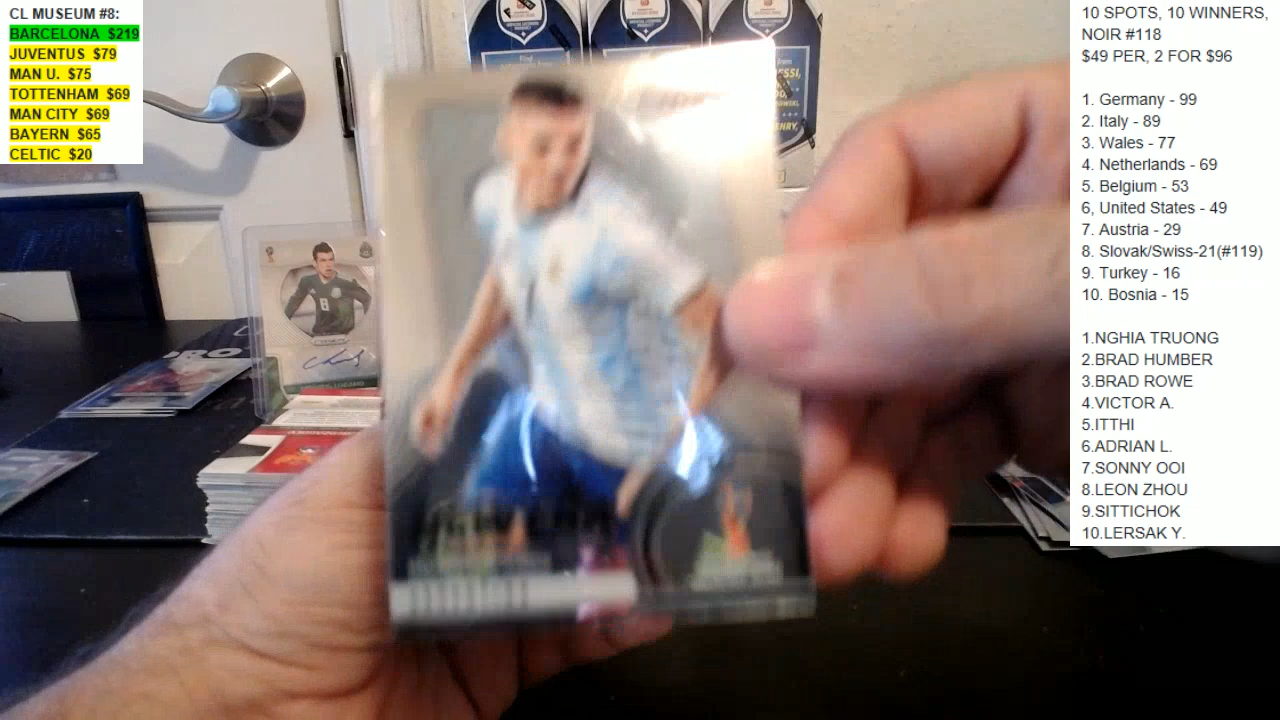 CL MUSEUM #8:
BARCELONA $219
JUVENTUS $79
MAN U. $75
TOTTENHAM $69
MAN CITY $69
BAYERN $65
CELTIC $20
10 SPOTS, 10 WINNERS,
NOIR #118
$49 PER, 2 FOR $96
1. Germany - 99
2. Italy - 89
3. Wales - 77
4. Netherlands - 69
5. Belgium - 53
6, United States - 49
7. Austria - 29
8. Slovak/Swiss-21(#119)
9. Turkey - 16
10. Bosnia - 15
1.NGHIA TRUONG
2.BRAD HUMBER
3.BRAD ROWE
4.VICTOR A.
5.ITTHI
6.ADRIAN L.
7.SONNY OOI
8.LEON ZHOU
9.SITTICHOK
10.LERSAK Y.
8